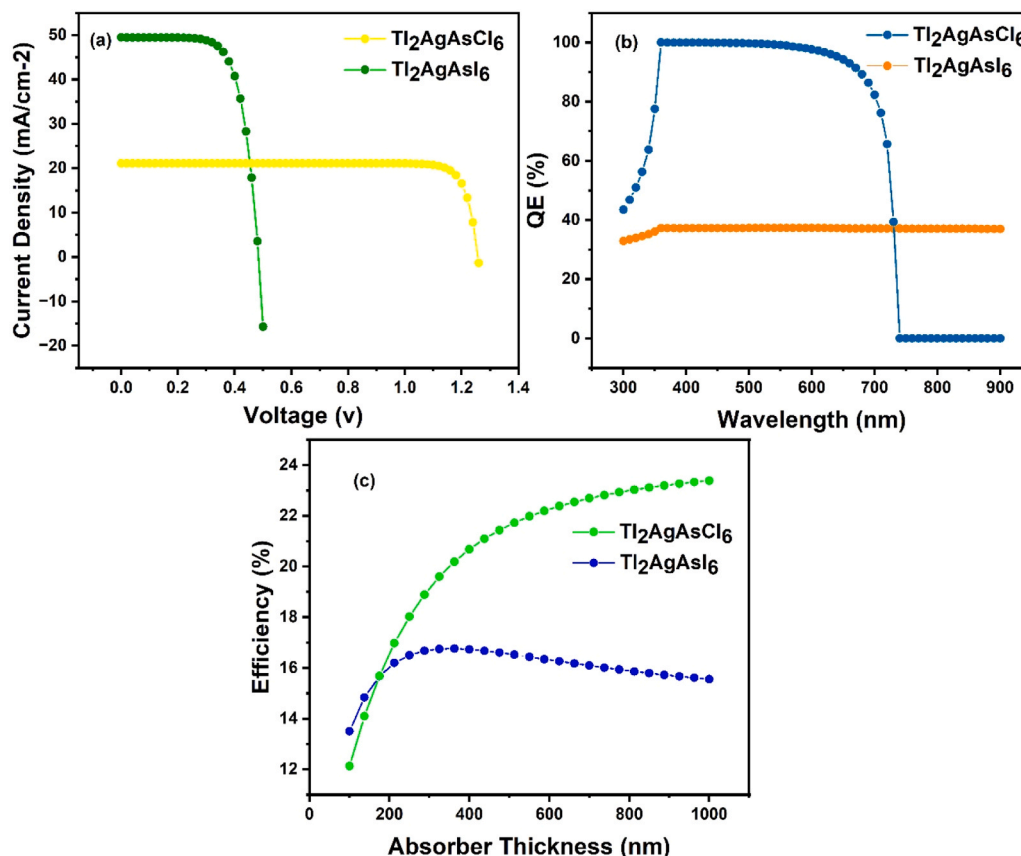 (a)
Tl₂AgAsCl₆
Tl₂AgAsI₆
50
40
30
20
10
0
−10
−20
Current Density (mA/cm-2)
0.0 0.2 0.4 0.6 0.8 1.0 1.2 1.4
Voltage (v)
(b)
Tl₂AgAsCl₆
Tl₂AgAsI₆
100
80
60
40
20
0
QE (%)
300 400 500 600 700 800 900
Wavelength (nm)
(c)
Tl₂AgAsCl₆
Tl₂AgAsI₆
24
22
20
18
16
14
12
Efficiency (%)
0 200 400 600 800 1000
Absorber Thickness (nm)